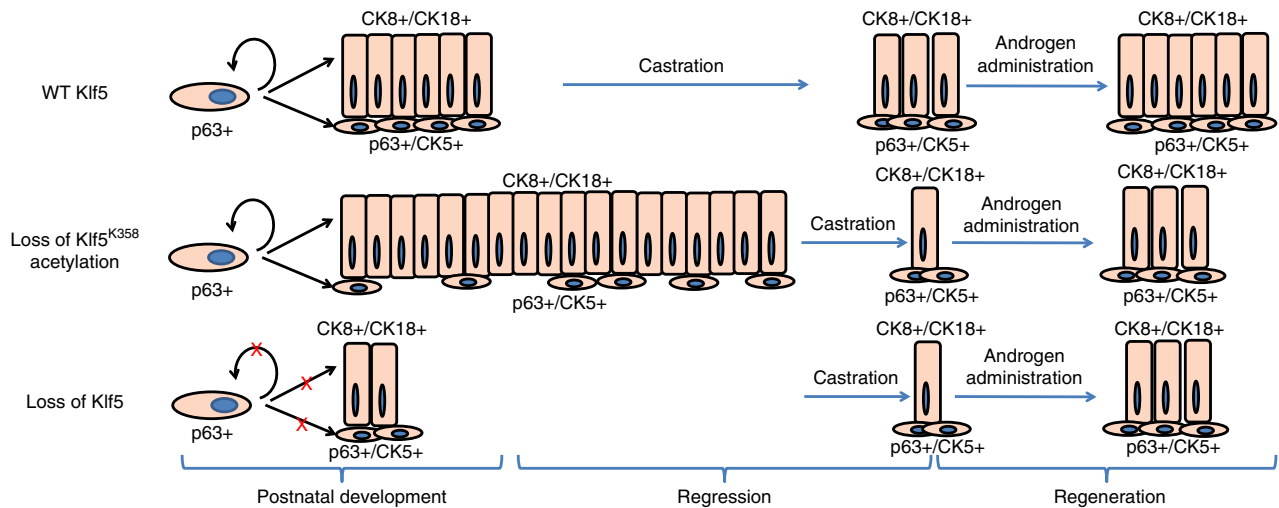 CK8+/CK18+
CK8+/CK18+
WT Klf5
Castration
Androgen
administration
p63+
p63+/CK5+
p63+/CK5+
p63+/CK5+
CK8+/CK18+
CK8+/CK18+
CK8+/CK18+
CK8+/CK18+
Loss of Klf5K358
acetylation
Castration
Androgen
administration
p63+
p63+/CK5+
p63+/CK5+
p63+/CK5+
CK8+/CK18+
CK8+/CK18+
CK8+/CK18+
X
X
X
Loss of Klf5
Castration
Androgen
administration
p63+
p63+/CK5+
p63+/CK5+
p63+/CK5+
Postnatal development
Regression
Regeneration